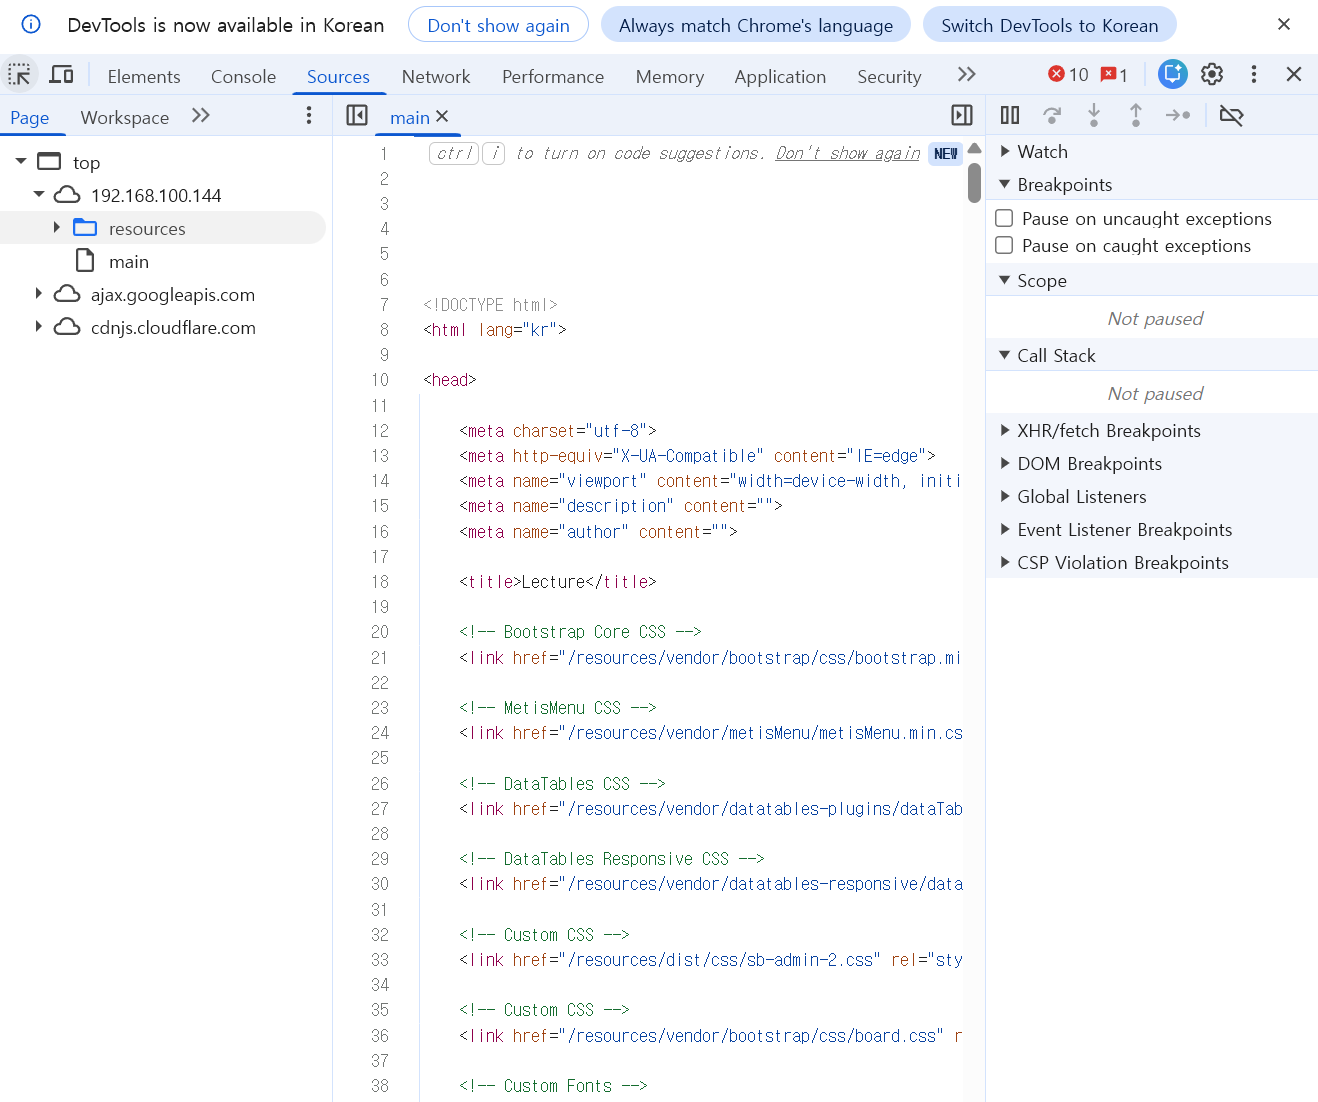 DevTools is now available in Korean Don't show again Always match Chrome's language Switch DevTools to Korean
Elements Console Sources Network Performance Memory Application Security 10 1
Page Workspace
main
top
192.168.100.144
resources
main
ajax.googleapis.com
cdnjs.cloudflare.com
1 ctrl i to turn on code suggestions. Don't show again NEW
2
3
4
5
6
7 <!DOCTYPE html>
8 <html lang="kr">
9
10 <head>
11
12 <meta charset="utf-8">
13 <meta http-equiv="X-UA-Compatible" content="IE=edge">
14 <meta name="viewport" content="width=device-width, initi
15 <meta name="description" content="">
16 <meta name="author" content="">
17
18 <title>Lecture</title>
19
20 <!-- Bootstrap Core CSS -->
21 <link href="/resources/vendor/bootstrap/css/bootstrap.mi
22
23 <!-- MetisMenu CSS -->
24 <link href="/resources/vendor/metisMenu/metisMenu.min.cs
25
26 <!-- DataTables CSS -->
27 <link href="/resources/vendor/datatables-plugins/dataTab
28
29 <!-- DataTables Responsive CSS -->
30 <link href="/resources/vendor/datatables-responsive/data
31
32 <!-- Custom CSS -->
33 <link href="/resources/dist/css/sb-admin-2.css" rel="sty
34
35 <!-- Custom CSS -->
36 <link href="/resources/vendor/bootstrap/css/board.css" r
37
38 <!-- Custom Fonts -->
Watch
Breakpoints
Pause on uncaught exceptions
Pause on caught exceptions
Scope
Not paused
Call Stack
Not paused
XHR/fetch Breakpoints
DOM Breakpoints
Global Listeners
Event Listener Breakpoints
CSP Violation Breakpoints